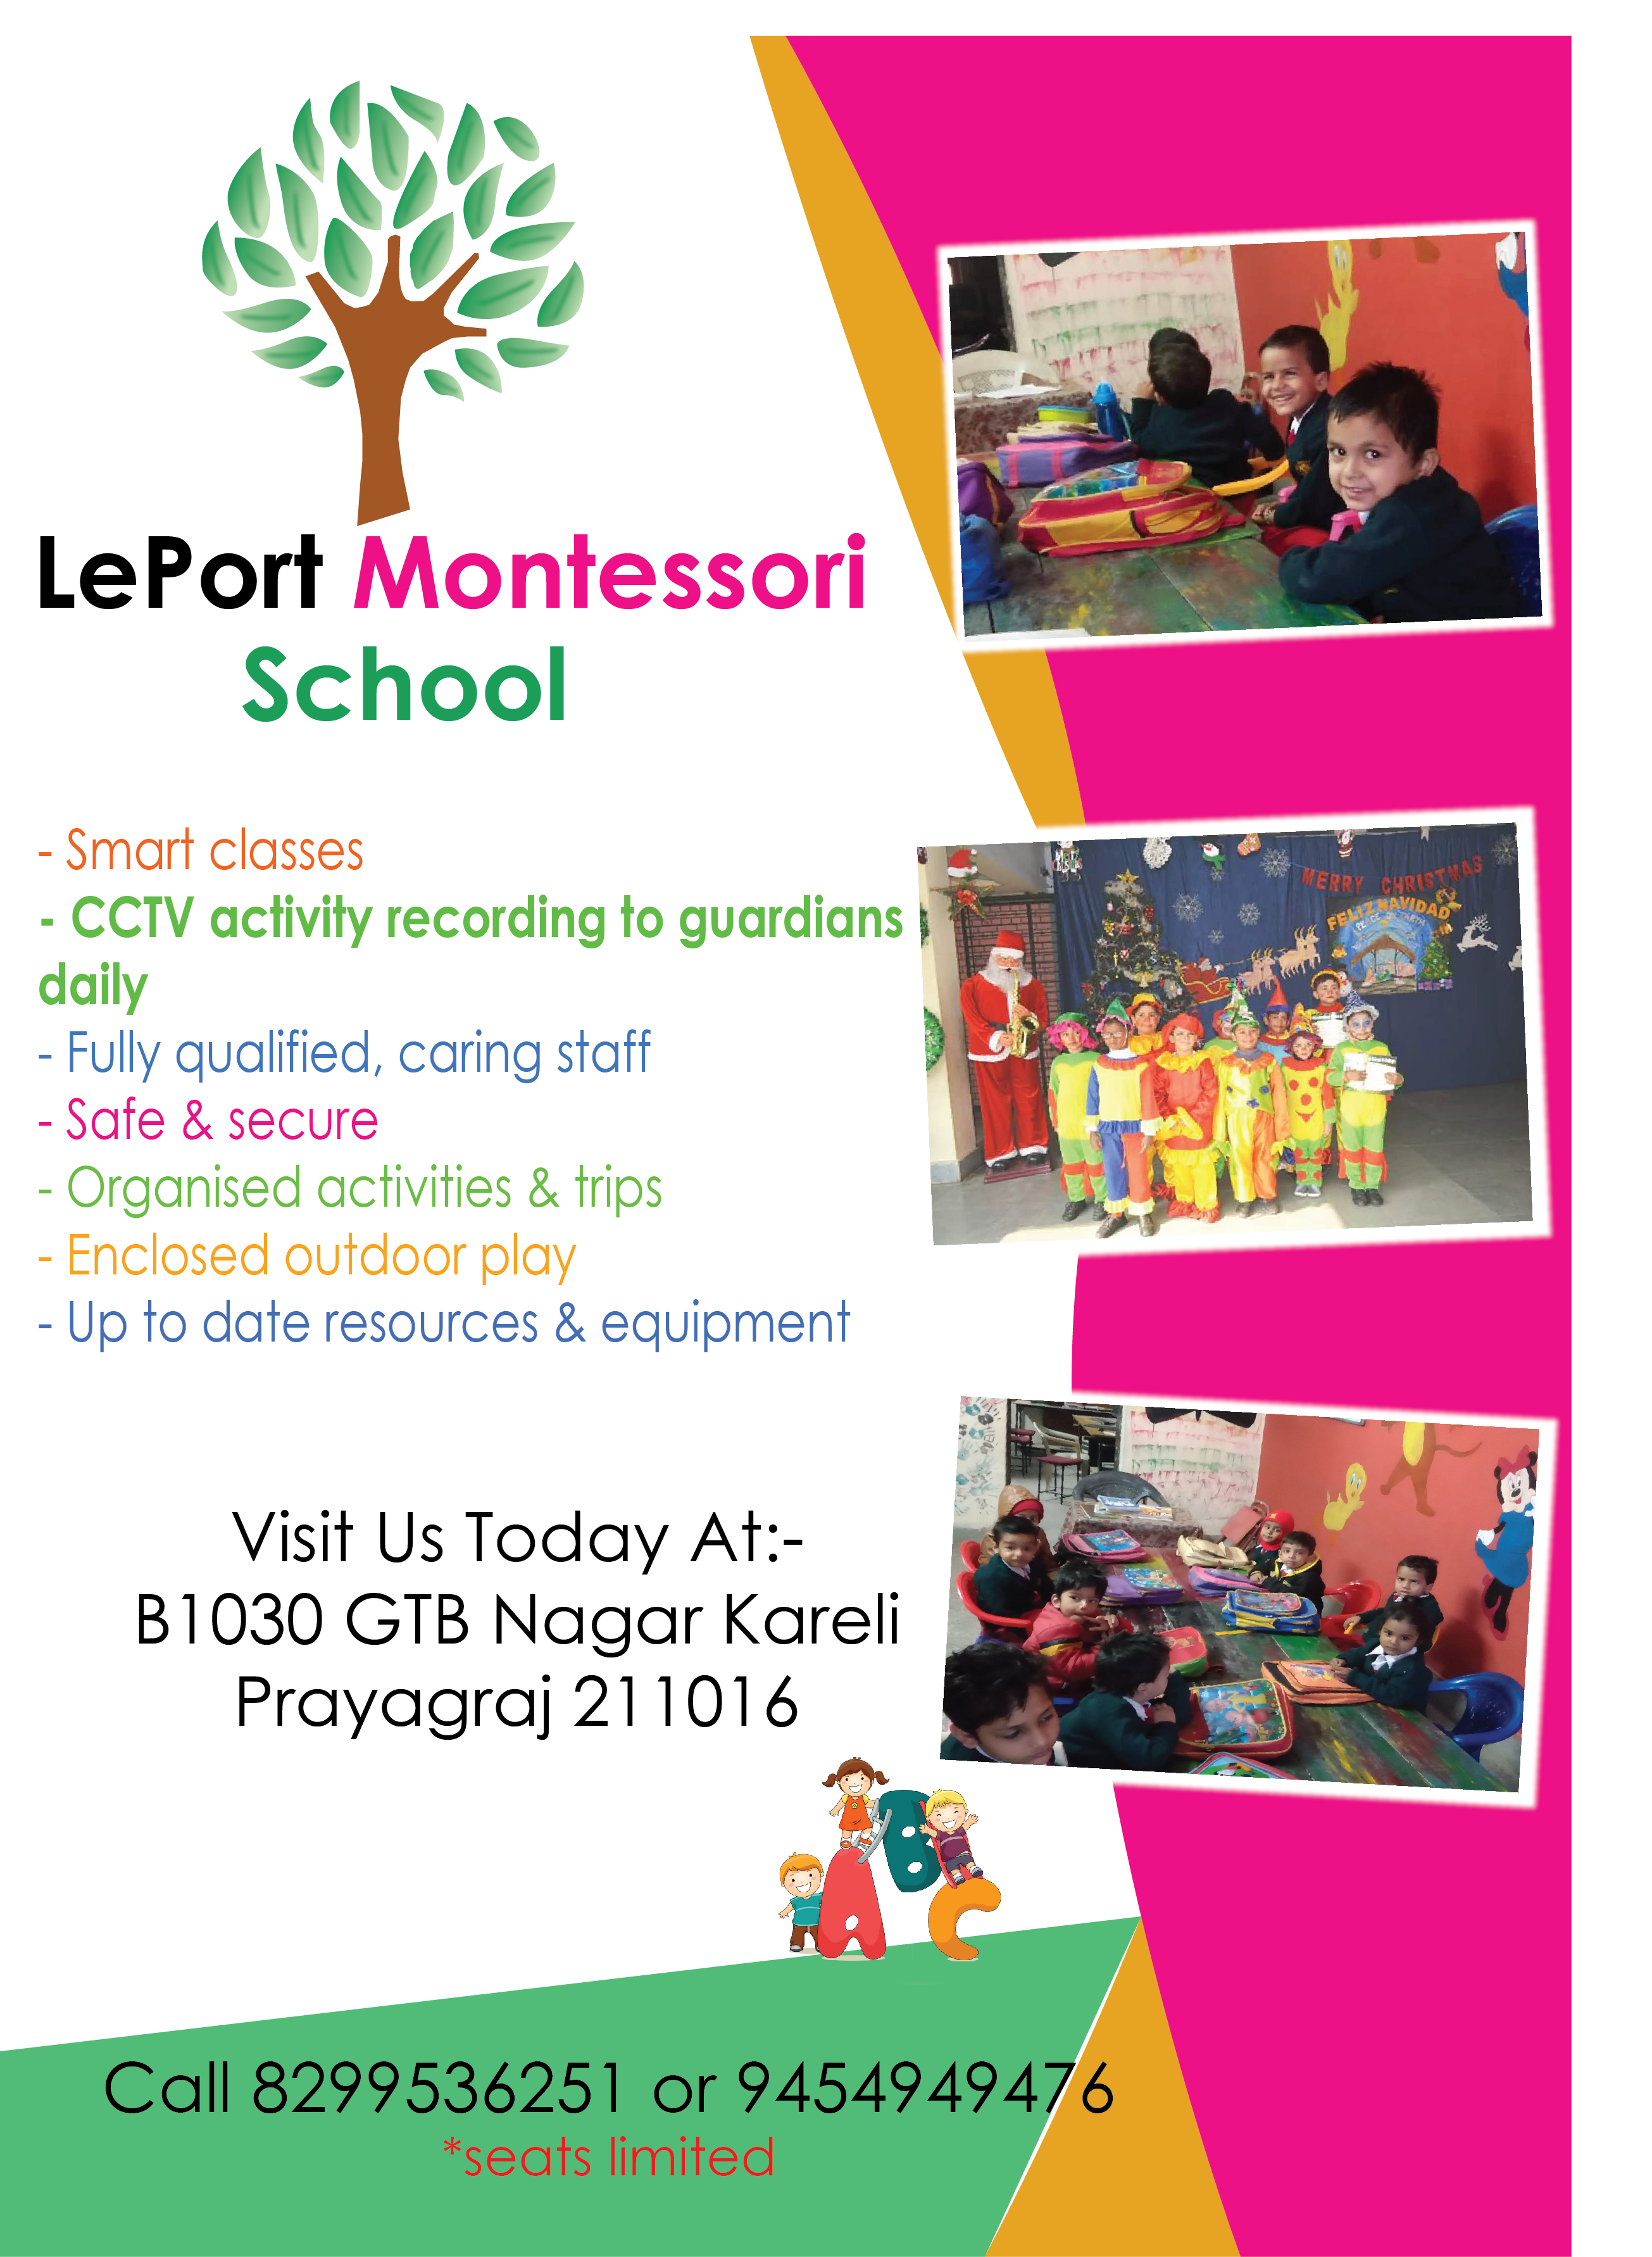 LePort Montessori
School
- Smart classes
- CCTV activity recording to guardians
daily
- Fully qualified, caring staff
- Safe & secure
- Organised activities & trips
- Enclosed outdoor play
- Up to date resources & equipment
MERRY CHRISTMAS
FELIZ NAVIDAD
Visit Us Today At:-
B1030 GTB Nagar Kareli
Prayagraj 211016
ABC
Call 8299536251 or 9454949476
*seats limited